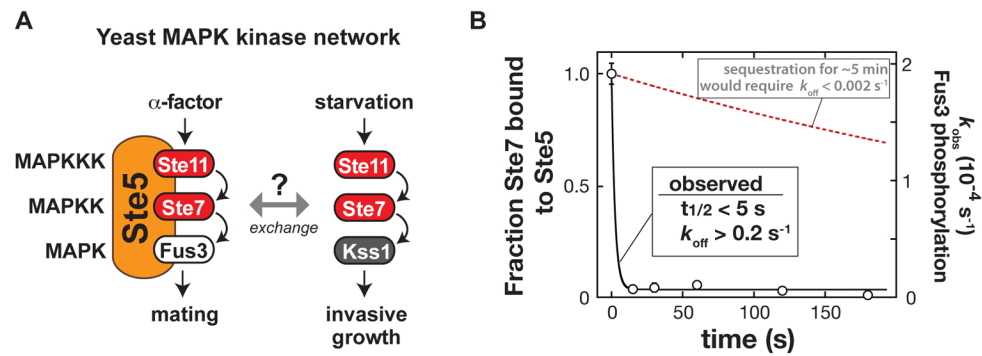 A
Yeast MAPK kinase network
α-factor
starvation
MAPKKK
Ste11
Ste11
MAPKK
Ste7
?
exchange
Ste7
MAPK
Ste5
Fus3
Kss1
mating
invasive
growth
B
Fraction Ste7 bound
to Ste5
1.0
0.5
0
sequestration for ~5 min
would require koff < 0.002 s-1
observed
t1/2 < 5 s
koff > 0.2 s-1
2
1
0
kobs (10-4 s-1)
Fus3 phosphorylation
0
50
100
150
time (s)